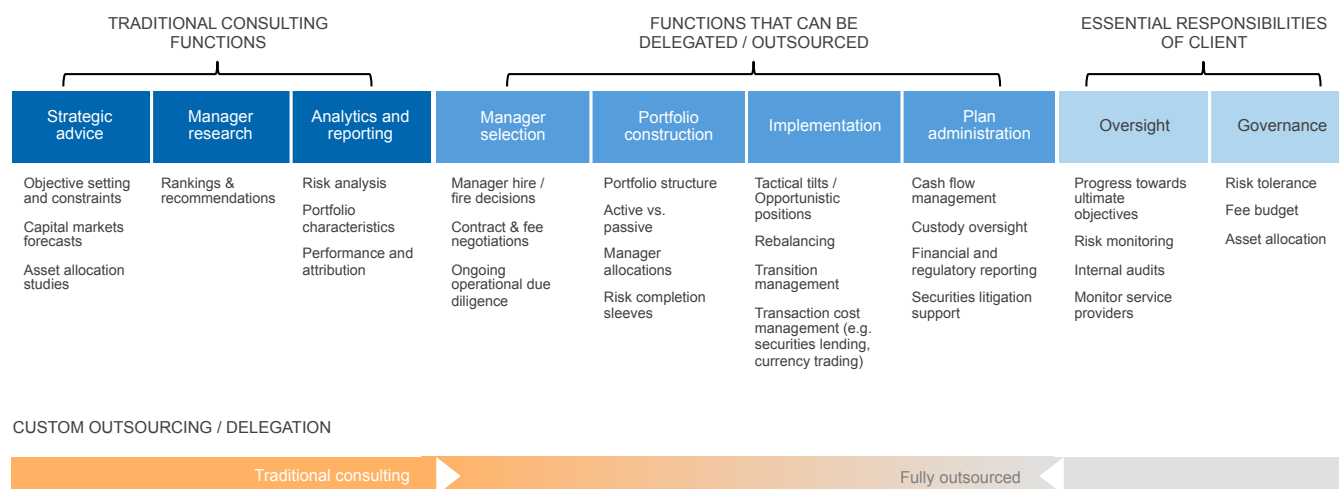 TRADITIONAL CONSULTING
FUNCTIONS
FUNCTIONS THAT CAN BE
DELEGATED / OUTSOURCED
ESSENTIAL RESPONSIBILITIES
OF CLIENT
Strategic
advice
Manager
research
Analytics and
reporting
Manager
selection
Portfolio
construction
Implementation
Plan
administration
Oversight
Governance
Objective setting
and constraints
Capital markets
forecasts
Asset allocation
studies
Rankings &
recommendations
Risk analysis
Portfolio
characteristics
Performance and
attribution
Manager hire /
fire decisions
Contract & fee
negotiations
Ongoing
operational due
diligence
Portfolio structure
Active vs.
passive
Manager
allocations
Risk completion
sleeves
Tactical tilts /
Opportunistic
positions
Rebalancing
Transition
management
Transaction cost
management (e.g.
securities lending,
currency trading)
Cash flow
management
Custody oversight
Financial and
regulatory reporting
Securities litigation
support
Progress towards
ultimate
objectives
Risk monitoring
Internal audits
Monitor service
providers
Risk tolerance
Fee budget
Asset allocation
CUSTOM OUTSOURCING / DELEGATION
Traditional consulting
Fully outsourced